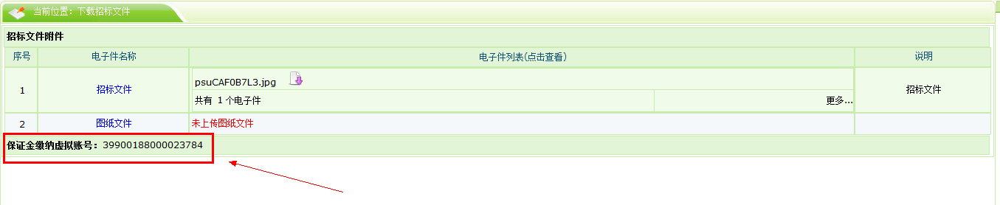 当前位置：下载招标文件
招标文件附件
序号 电子件名称 电子件列表(点击查看) 说明
1 招标文件 psuCAF0B7L3.jpg 招标文件
共有 1 个电子件 更多...
2 图纸文件 未上传图纸文件
保证金缴纳虚拟账号：39900188000023784